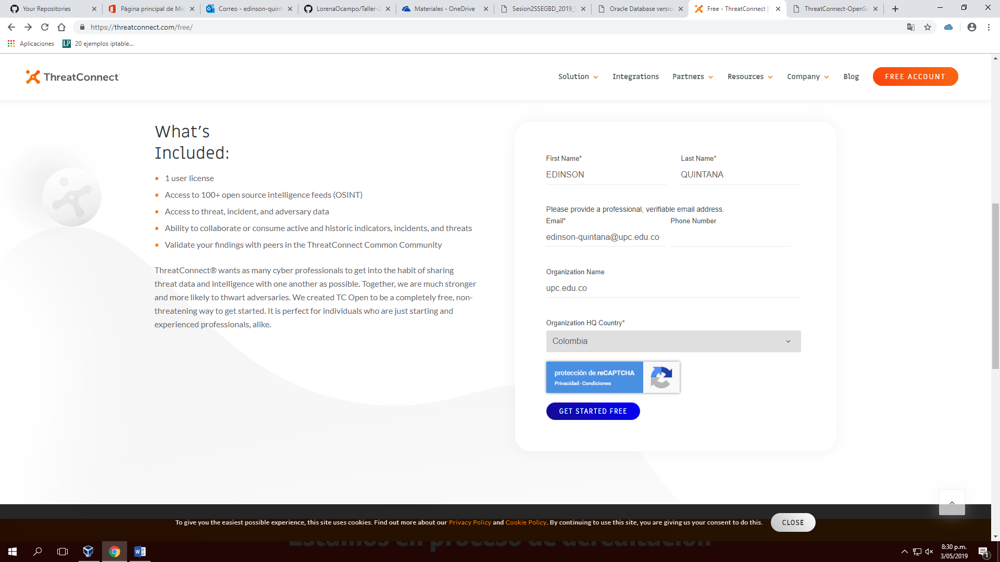 Your Repositories
Página principal de Mic
Correo - edinson-quint
LorenaOcampo/Taller-2
Materiales - OneDrive
Sesion2SSEGBD_2019_
Oracle Database versio
Free - ThreatConnect |
ThreatConnect-OpenSo
https://threatconnect.com/free/
Aplicaciones
LP
20 ejemplos iptable...
ThreatConnect
Solution
Integrations
Partners
Resources
Company
Blog
FREE ACCOUNT
What's
Included:
1 user license
Access to 100+ open source intelligence feeds (OSINT)
Access to threat, incident, and adversary data
Ability to collaborate or consume active and historic indicators, incidents, and threats
Validate your findings with peers in the ThreatConnect Common Community
ThreatConnect® wants as many cyber professionals to get into the habit of sharing
threat data and intelligence with one another as possible. Together, we are much stronger
and more likely to thwart adversaries. We created TC Open to be a completely free, non-
threatening way to get started. It is perfect for individuals who are just starting and
experienced professionals, alike.
First Name*
Last Name*
EDINSON
QUINTANA
Please provide a professional, verifiable email address.
Email*
Phone Number
edinson-quintana@upc.edu.co
Organization Name
upc.edu.co
Organization HQ Country*
Colombia
protección de reCAPTCHA
Privacidad - Condiciones
GET STARTED FREE
To give you the easiest possible experience, this site uses cookies. Find out more about our Privacy Policy and Cookie Policy. By continuing to use this site, you are giving us your consent to do this.
CLOSE
Estamos en proceso de acreditación
8:30 p.m.
3/05/2019
1